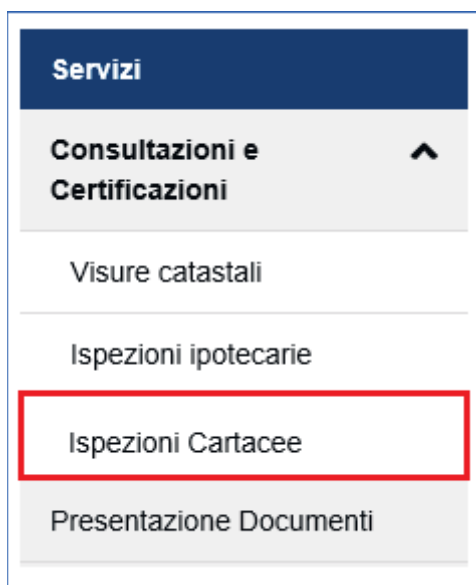 Servizi
Consultazioni e
Certificazioni
Visure catastali
Ispezioni ipotecarie
Ispezioni Cartacee
Presentazione Documenti